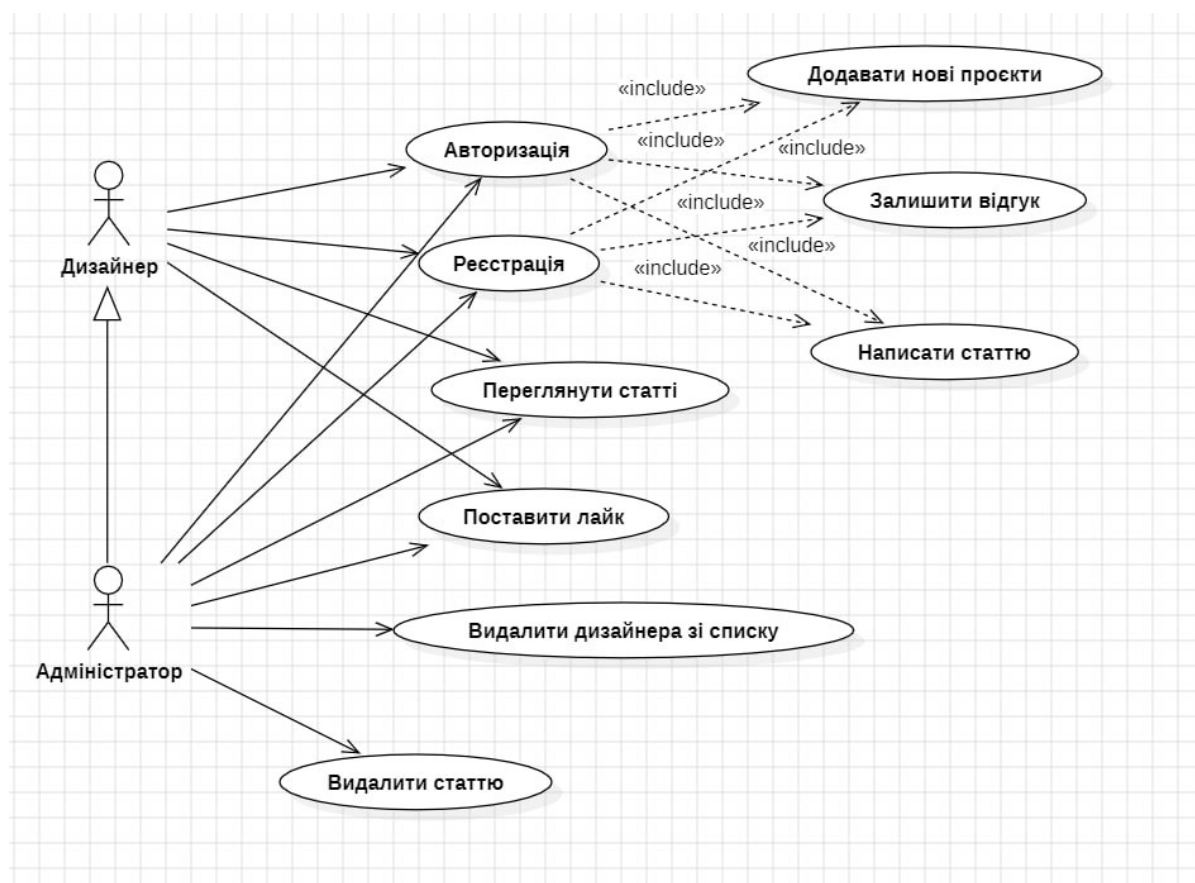 Додавати нові проєкти
«include»
Авторизація
«include»
«include»
Залишити відгук
«include»
Дизайнер
Реєстрація
«include»
«include»
Написати статтю
Переглянути статті
Поставити лайк
Видалити дизайнера зі списку
Адміністратор
Видалити статтю